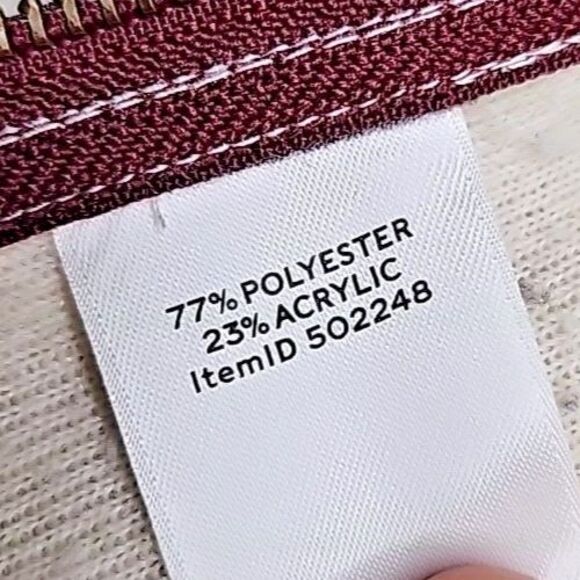 77% POLYESTER
23% ACRYLIC
ItemID 502248